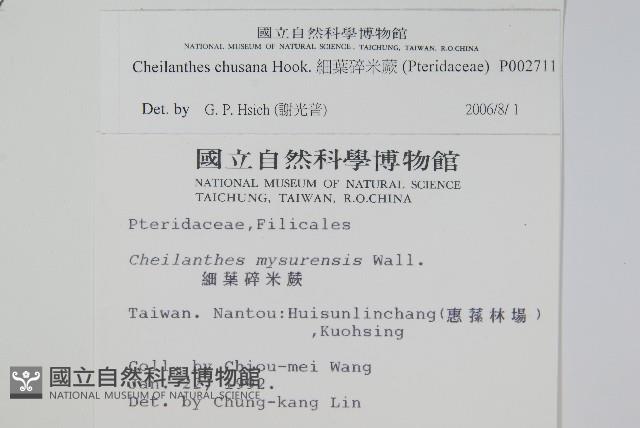 國立自然科學博物館
NATIONAL MUSEUM OF NATURAL SCIENCE, TAICHUNG, TAIWAN, R.O.CHINA
Cheilanthes chusana Hook. 細葉碎米蕨 (Pteridaceae) P002711
Det. by G. P. Hsich (謝光普) 2006/8/1
國立自然科學博物館
NATIONAL MUSEUM OF NATURAL SCIENCE
TAICHUNG, TAIWAN, R.O.CHINA
Pteridaceae,Filicales
Cheilanthes mysurensis Wall.
細葉碎米蕨
Taiwan. Nantou:Huisunlinchang(惠蓀林場)
,Kuohsing
Coll. by Chiou-mei Wang
1992.
Det. by Chung-kang Lin
國立自然科學博物館
NATIONAL MUSEUM OF NATURAL SCIENCE